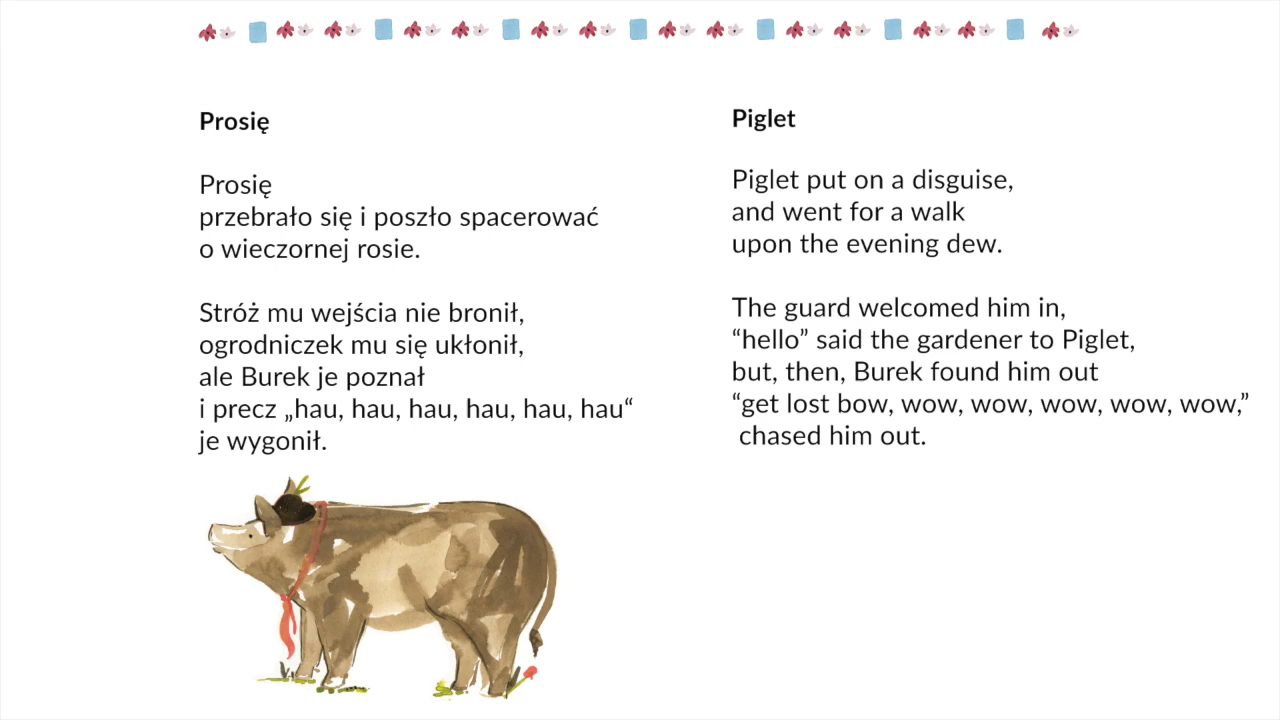 Prosię
Prosię
przebrało się i poszło spacerować
o wieczornej rosie.
Stróż mu wejścia nie bronił,
ogrodniczek mu się ukłonił,
ale Burek je poznał
i precz „hau, hau, hau, hau, hau, hau“
je wygonił.
Piglet
Piglet put on a disguise,
and went for a walk
upon the evening dew.
The guard welcomed him in,
“hello” said the gardener to Piglet,
but, then, Burek found him out
“get lost bow, wow, wow, wow, wow, wow,”
chased him out.